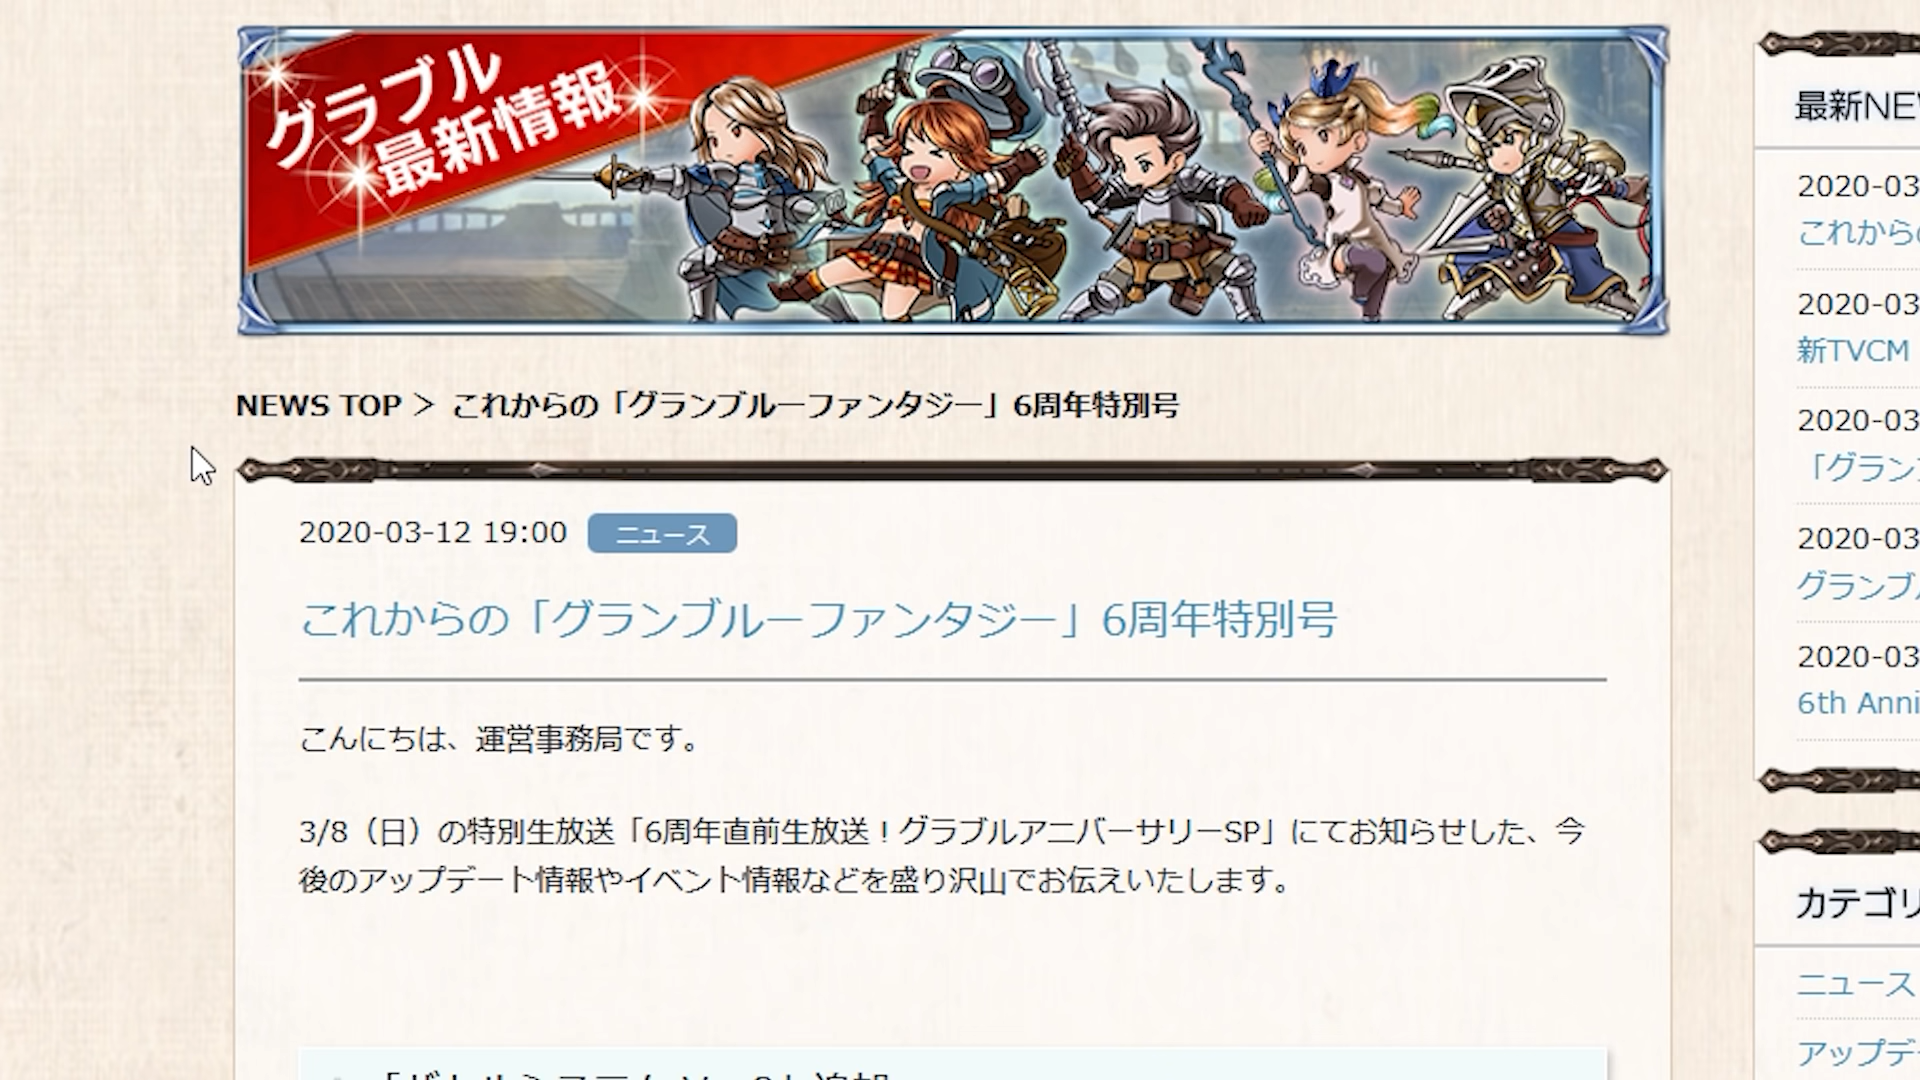 グラブル
最新情報
NEWS TOP > これからの「グランブルーファンタジー」6周年特別号
2020-03-12 19:00 ニュース
これからの「グランブルーファンタジー」6周年特別号
こんにちは、運営事務局です。
3/8（日）の特別生放送「6周年直前生放送！グラブルアニバーサリーSP」にてお知らせした、今
後のアップデート情報やイベント情報などを盛り沢山でお伝えいたします。
最新NE
2020-03
これから
2020-03
新TVCM
2020-03
「グラン
2020-03
グランブ
2020-03
6th Anni
カテゴリ
ニュース
アップデ